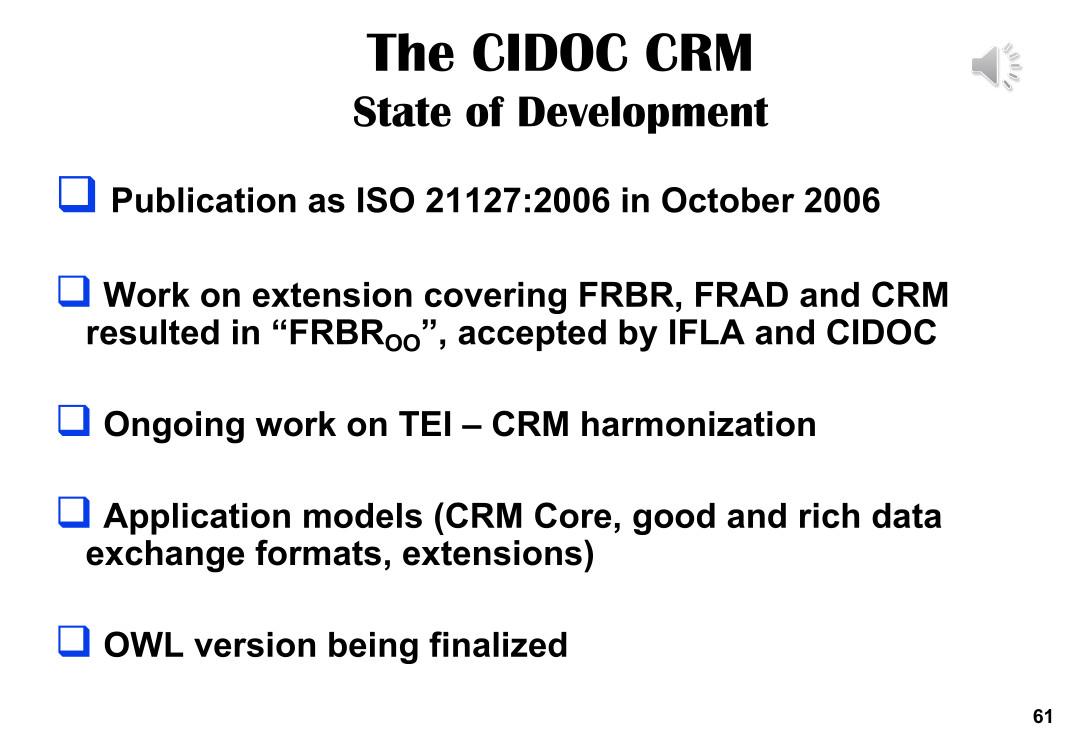 The CIDOC CRM
State of Development
Publication as ISO 21127:2006 in October 2006
Work on extension covering FRBR, FRAD and CRM
resulted in “FRBROO”, accepted by IFLA and CIDOC
Ongoing work on TEI – CRM harmonization
Application models (CRM Core, good and rich data
exchange formats, extensions)
OWL version being finalized
61